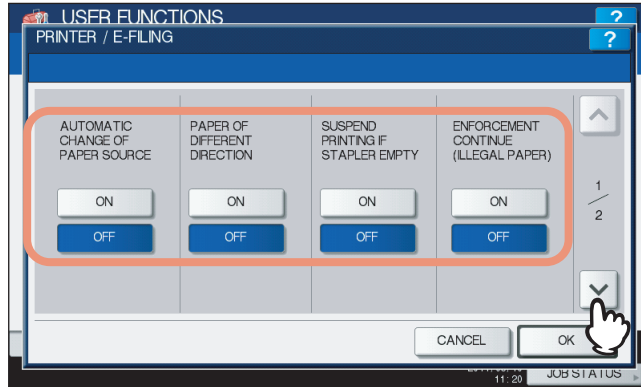 USER FUNCTIONS
?
PRINTER / E-FILING
?
AUTOMATIC
CHANGE OF
PAPER SOURCE
PAPER OF
DIFFERENT
DIRECTION
SUSPEND
PRINTING IF
STAPLER EMPTY
ENFORCEMENT
CONTINUE
(ILLEGAL PAPER)
ON
ON
ON
ON
OFF
OFF
OFF
OFF
1
2
CANCEL
OK
11:20
JOB STATUS